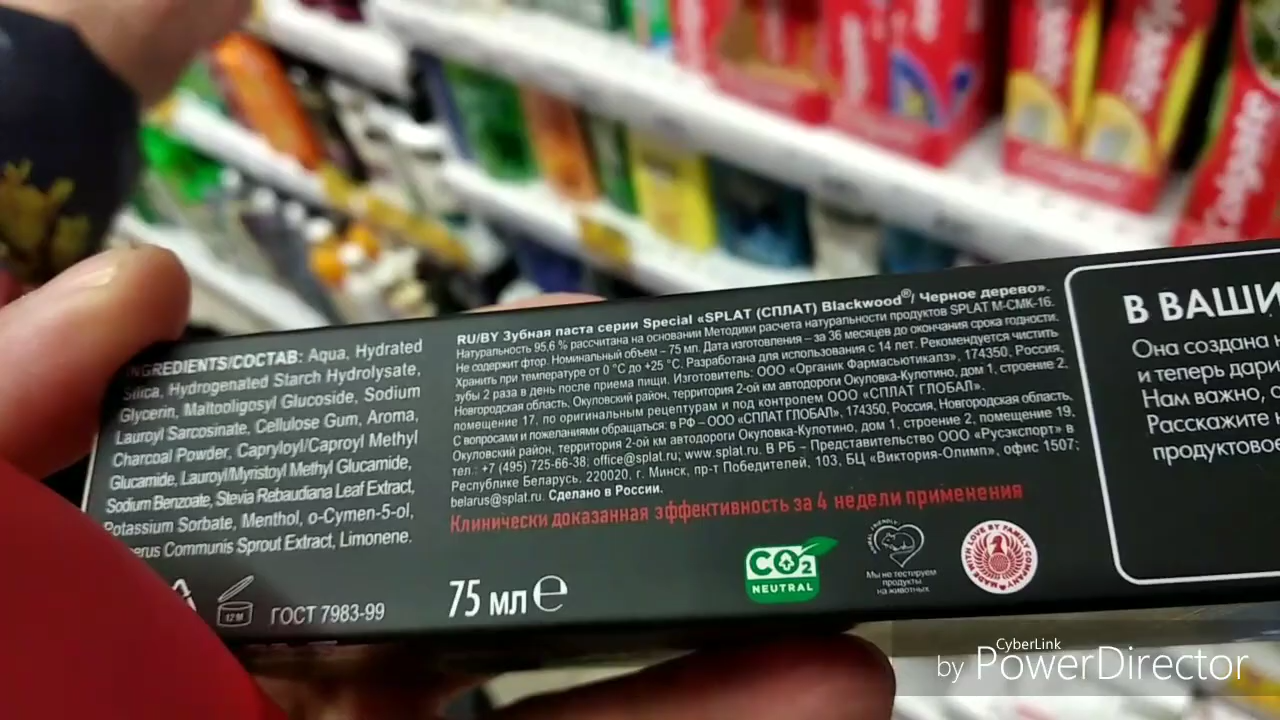 INGREDIENTS/СОСТАВ: Aqua, Hydrated
Silica, Hydrogenated Starch Hydrolysate,
Glycerin, Maltooligosyl Glucoside, Sodium
Lauroyl Sarcosinate, Cellulose Gum, Aroma,
Charcoal Powder, Capryloyl/Caproyl Methyl
Glucamide, Lauroyl/Myristoyl Methyl Glucamide,
Sodium Benzoate, Stevia Rebaudiana Leaf Extract,
Potassium Sorbate, Menthol, o-Cymen-5-ol,
Communis Sprout Extract, Limonene.
12 M
ГОСТ 7983-99
RU/BY Зубная паста серии Special «SPLAT (СПЛАТ) Blackwood®/ Черное дерево».
Натуральность 95,6 % рассчитана на основании Методики расчета натуральности продуктов SPLAT М-СМК-16.
Не содержит фтор. Номинальный объем – 75 мл. Дата изготовления – за 36 месяцев до окончания срока годности.
Хранить при температуре от 0 °С до +25 °С. Разработана для использования с 14 лет. Рекомендуется чистить
зубы 2 раза в день после приема пищи. Изготовитель: ООО «Органик Фармасьютикалз», 174350, Россия,
Новгородская область, Окуловский район, территория 2-ой км автодороги Окуловка-Кулотино, дом 1, строение 2,
помещение 17, по оригинальным рецептурам и под контролем ООО «СПЛАТ ГЛОБАЛ».
С вопросами и пожеланиями обращаться: в РФ – ООО «СПЛАТ ГЛОБАЛ», 174350, Россия, Новгородская область,
Окуловский район, территория 2-ой км автодороги Окуловка-Кулотино, дом 1, строение 2, помещение 19,
тел.: +7 (495) 725-66-38; office@splat.ru; www.splat.ru. В РБ – Представительство ООО «Русэкспорт» в
Республике Беларусь, 220020, г. Минск, пр-т Победителей, 103, БЦ «Виктория-Олимп», офис 1507;
belarus@splat.ru. Сделано в России.
Клинически доказанная эффективность за 4 недели применения
75 мл e
CO2
NEUTRAL
ANIMAL FRIENDLY
Мы не тестируем
продукты
на животных
MADE WITH LOVE BY FAMILY COMPANY
В ВАШИ
Она создана
и теперь дари
Нам важно,
Расскажите
продуктово
Colgate
CyberLink
by PowerDirector